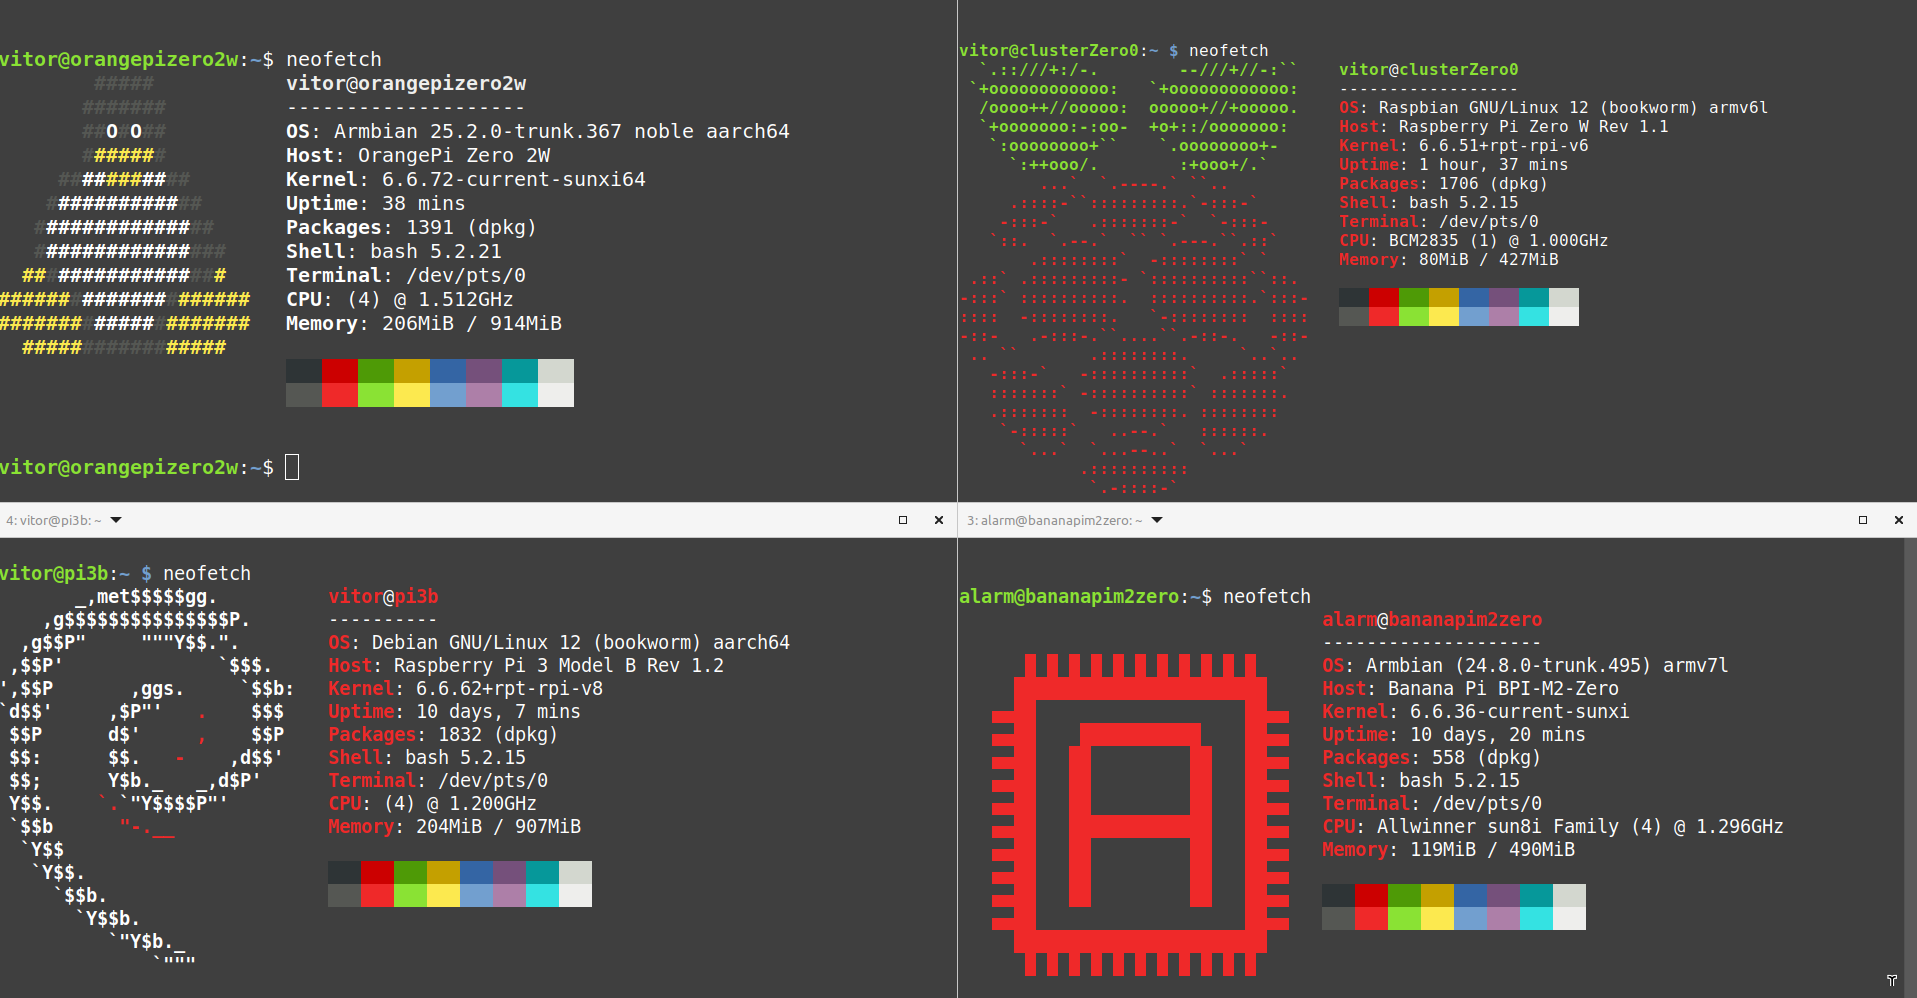 vitor@orangepizero2w:~$ neofetch
vitor@orangepizero2w
--------------------
OS: Armbian 25.2.0-trunk.367 noble aarch64
Host: OrangePi Zero 2W
Kernel: 6.6.72-current-sunxi64
Uptime: 38 mins
Packages: 1391 (dpkg)
Shell: bash 5.2.21
Terminal: /dev/pts/0
CPU: (4) @ 1.512GHz
Memory: 206MiB / 914MiB
vitor@orangepizero2w:~$
vitor@clusterZero0:~ $ neofetch
vitor@clusterZero0
------------------
OS: Raspbian GNU/Linux 12 (bookworm) armv6l
Host: Raspberry Pi Zero W Rev 1.1
Kernel: 6.6.51+rpt-rpi-v6
Uptime: 1 hour, 37 mins
Packages: 1706 (dpkg)
Shell: bash 5.2.15
Terminal: /dev/pts/0
CPU: BCM2835 (1) @ 1.000GHz
Memory: 80MiB / 427MiB
4: vitor@pi3b: ~
vitor@pi3b:~ $ neofetch
vitor@pi3b
----------
OS: Debian GNU/Linux 12 (bookworm) aarch64
Host: Raspberry Pi 3 Model B Rev 1.2
Kernel: 6.6.62+rpt-rpi-v8
Uptime: 10 days, 7 mins
Packages: 1832 (dpkg)
Shell: bash 5.2.15
Terminal: /dev/pts/0
CPU: (4) @ 1.200GHz
Memory: 204MiB / 907MiB
3: alarm@bananapim2zero: ~
alarm@bananapim2zero:~$ neofetch
alarm@bananapim2zero
--------------------
OS: Armbian (24.8.0-trunk.495) armv7l
Host: Banana Pi BPI-M2-Zero
Kernel: 6.6.36-current-sunxi
Uptime: 10 days, 20 mins
Packages: 558 (dpkg)
Shell: bash 5.2.15
Terminal: /dev/pts/0
CPU: Allwinner sun8i Family (4) @ 1.296GHz
Memory: 119MiB / 490MiB